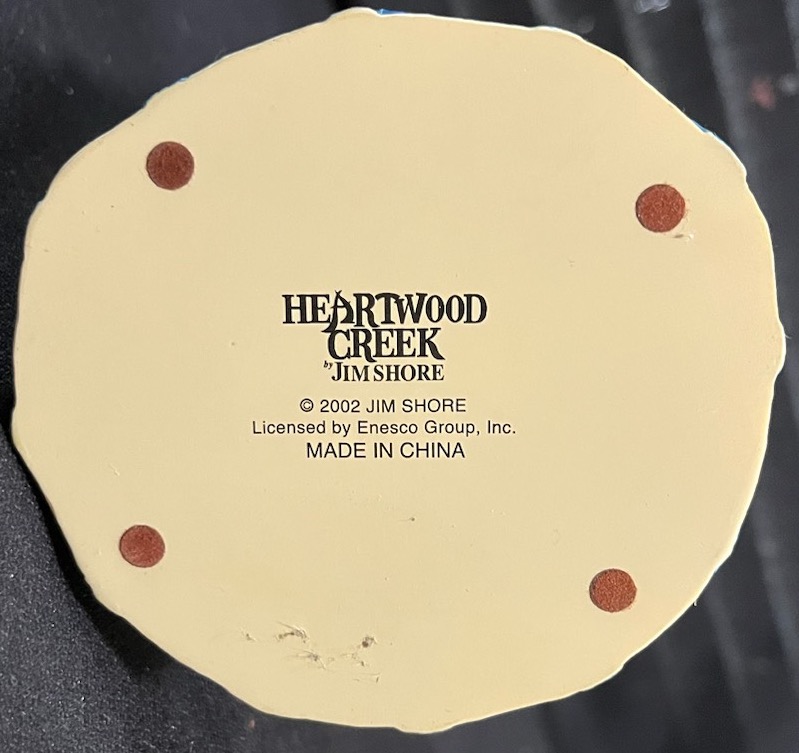 HEARTWOOD
CREEK
by JIM SHORE
© 2002 JIM SHORE
Licensed by Enesco Group, Inc.
MADE IN CHINA